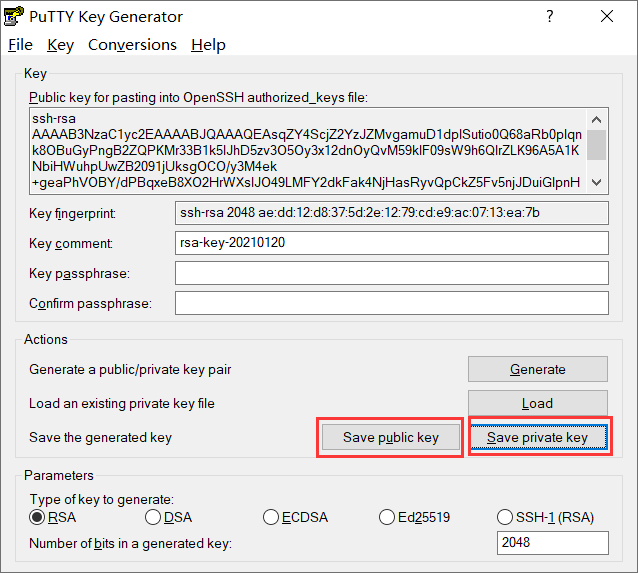 PuTTY Key Generator
?
File Key Conversions Help
Key
Public key for pasting into OpenSSH authorized_keys file:
ssh-rsa
AAAAB3NzaC1yc2EAAAABJQAAAQEAsqZY4ScjZ2YzJZMvgamuD1dplSutio0Q68aRb0plqn
k8OBuGyPngB2ZQPKMr33B1k5lJhD5zv3O5Oy3x12dnOyQvM59klF09sW9h6QlrZLK96A5A1K
NbiHWuhpUwZB2091jUksgOCO/y3M4ek
+geaPhVOBY/dPBqxeB8XO2HrWXslJO49LMFY2dkFak4NjHasRyvQpCkZ5Fv5njJDuiGlpnH
Key fingerprint:
ssh-rsa 2048 ae:dd:12:d8:37:5d:2e:12:79:cd:e9:ac:07:13:ea:7b
Key comment:
rsa-key-20210120
Key passphrase:
Confirm passphrase:
Actions
Generate a public/private key pair
Generate
Load an existing private key file
Load
Save the generated key
Save public key
Save private key
Parameters
Type of key to generate:
RSA
DSA
ECDSA
Ed25519
SSH-1 (RSA)
Number of bits in a generated key:
2048